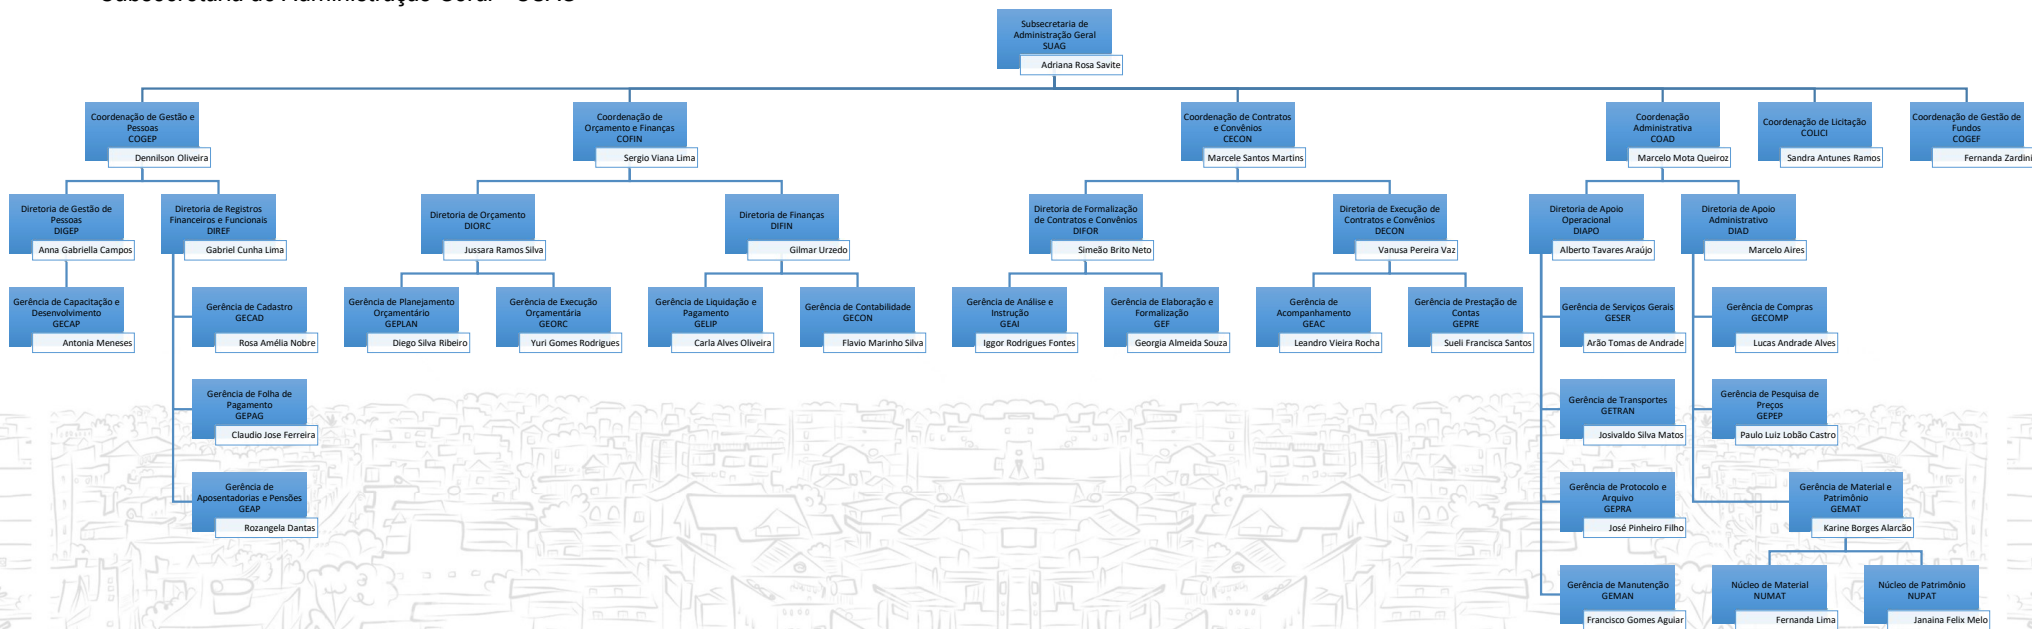 Subsecretaria de Administração Geral - SUAG
Subsecretaria de
Administração Geral
SUAG
Adriana Rosa Savite
Coordenação de Gestão e
Pessoas
COGEP
Dennilson Oliveira
Coordenação de
Orçamento e Finanças
COFIN
Sergio Viana Lima
Coordenação de Contratos
e Convênios
CECON
Marcele Santos Martins
Coordenação
Administrativa
COAD
Marcelo Mota Queiroz
Coordenação de Licitação
COLICI
Sandra Antunes Ramos
Coordenação de Gestão de
Fundos
COGEF
Fernanda Zardini
Diretoria de Gestão de
Pessoas
DIGEP
Anna Gabriella Campos
Diretoria de Registros
Financeiros e Funcionais
DIREF
Gabriel Cunha Lima
Diretoria de Orçamento
DIORC
Jussara Ramos Silva
Diretoria de Finanças
DIFIN
Gilmar Urzedo
Diretoria de Formalização
de Contratos e Convênios
DIFOR
Simeão Brito Neto
Diretoria de Execução de
Contratos e Convênios
DECON
Vanusa Pereira Vaz
Diretoria de Apoio
Operacional
DIAPO
Alberto Tavares Araújo
Diretoria de Apoio
Administrativo
DIAD
Marcelo Aires
Gerência de Capacitação e
Desenvolvimento
GECAP
Antonia Meneses
Gerência de Cadastro
GECAD
Rosa Amélia Nobre
Gerência de Planejamento
Orçamentário
GEPLAN
Diego Silva Ribeiro
Gerência de Execução
Orçamentária
GEORC
Yuri Gomes Rodrigues
Gerência de Liquidação e
Pagamento
GELIP
Carla Alves Oliveira
Gerência de Contabilidade
GECON
Flavio Marinho Silva
Gerência de Análise e
Instrução
GEAI
Iggor Rodrigues Fontes
Gerência de Elaboração e
Formalização
GEF
Georgia Almeida Souza
Gerência de
Acompanhamento
GEAC
Leandro Vieira Rocha
Gerência de Prestação de
Contas
GEPRE
Sueli Francisca Santos
Gerência de Serviços Gerais
GESER
Arão Tomas de Andrade
Gerência de Compras
GECOMP
Lucas Andrade Alves
Gerência de Folha de
Pagamento
GEPAG
Claudio Jose Ferreira
Gerência de Transportes
GETRAN
Josivaldo Silva Matos
Gerência de Pesquisa de
Preços
GEPEP
Paulo Luiz Lobão Castro
Gerência de
Aposentadorias e Pensões
GEAP
Rozangela Dantas
Gerência de Protocolo e
Arquivo
GEPRA
José Pinheiro Filho
Gerência de Material e
Patrimônio
GEMAT
Karine Borges Alarcão
Gerência de Manutenção
GEMAN
Francisco Gomes Aguiar
Núcleo de Material
NUMAT
Fernanda Lima
Núcleo de Patrimônio
NUPAT
Janaina Felix Melo